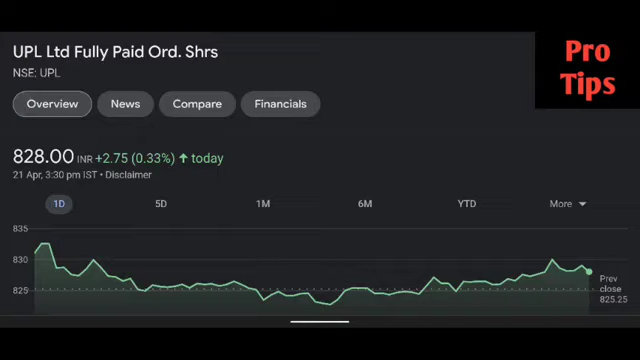 UPL Ltd Fully Paid Ord. Shrs
NSE: UPL
Pro
Tips
Overview News Compare Financials
828.00 INR +2.75 (0.33%) ↑ today
21 Apr, 3:30 pm IST • Disclaimer
1D 5D 1M 6M YTD More
835
830
825
Prev
close
825.25